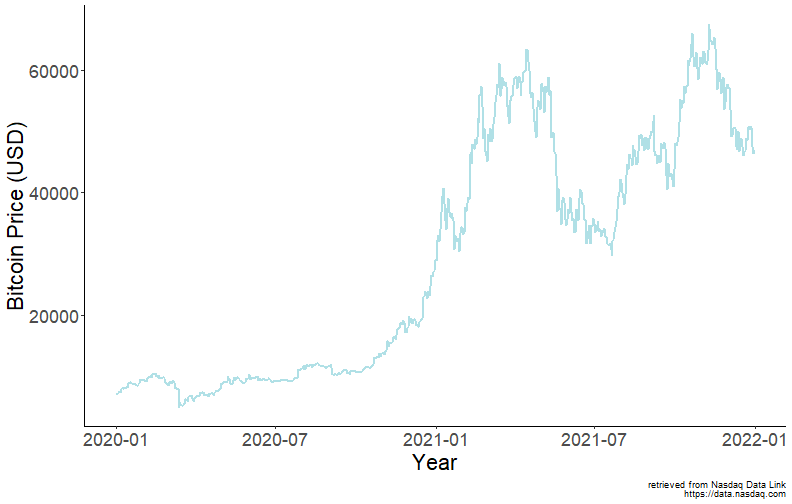 60000
40000
20000
Bitcoin Price (USD)
2020-01
2020-07
2021-01
2021-07
2022-01
Year
retrieved from Nasdaq Data Link
https://data.nasdaq.com